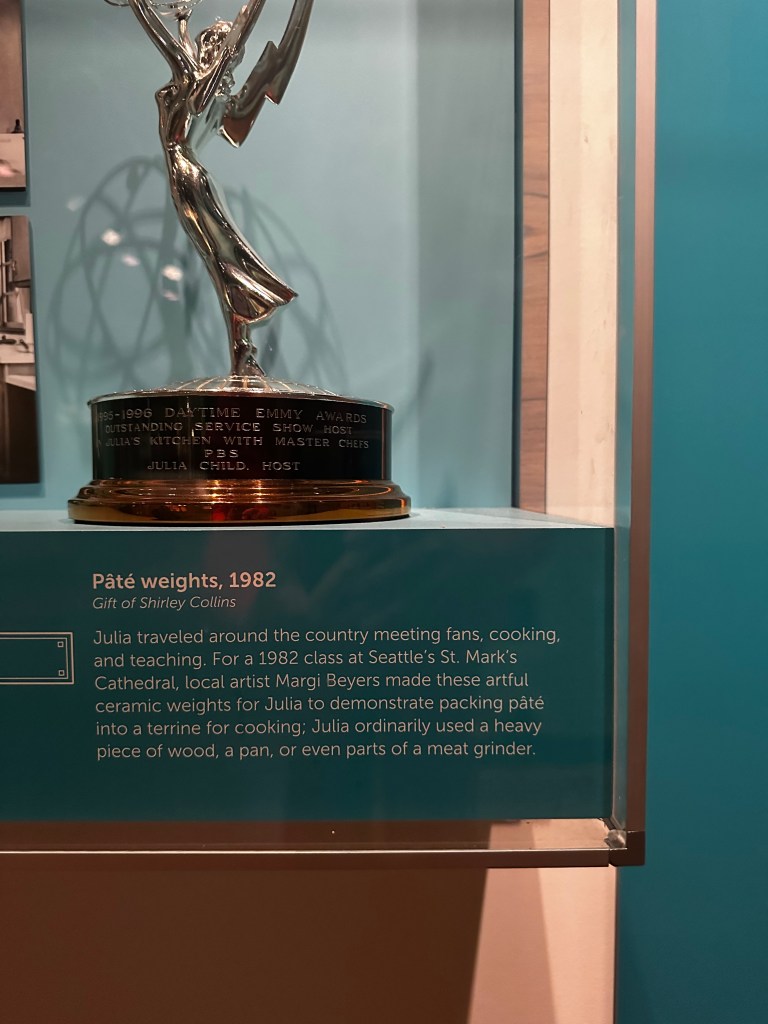 1995-1996 DAYTIME EMMY AWARDS
OUTSTANDING SERVICE SHOW HOST
JULIA'S KITCHEN WITH MASTER CHEFS
PBS
JULIA CHILD, HOST
Pâté weights, 1982
Gift of Shirley Collins
Julia traveled around the country meeting fans, cooking,
and teaching. For a 1982 class at Seattle's St. Mark's
Cathedral, local artist Margi Beyers made these artful
ceramic weights for Julia to demonstrate packing pâté
into a terrine for cooking; Julia ordinarily used a heavy
piece of wood, a pan, or even parts of a meat grinder.